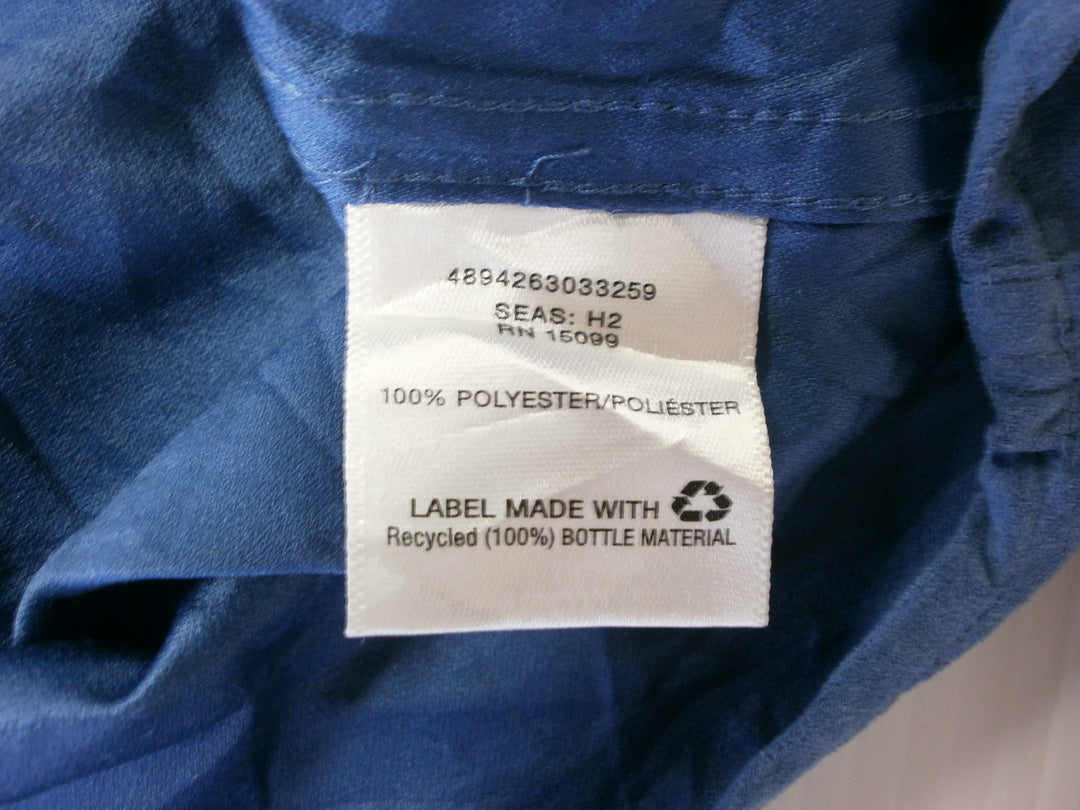 4894263033259
SEAS: H2
RN 15099
100% POLYESTER/POLIÉSTER
LABEL MADE WITH
Recycled (100%) BOTTLE MATERIAL